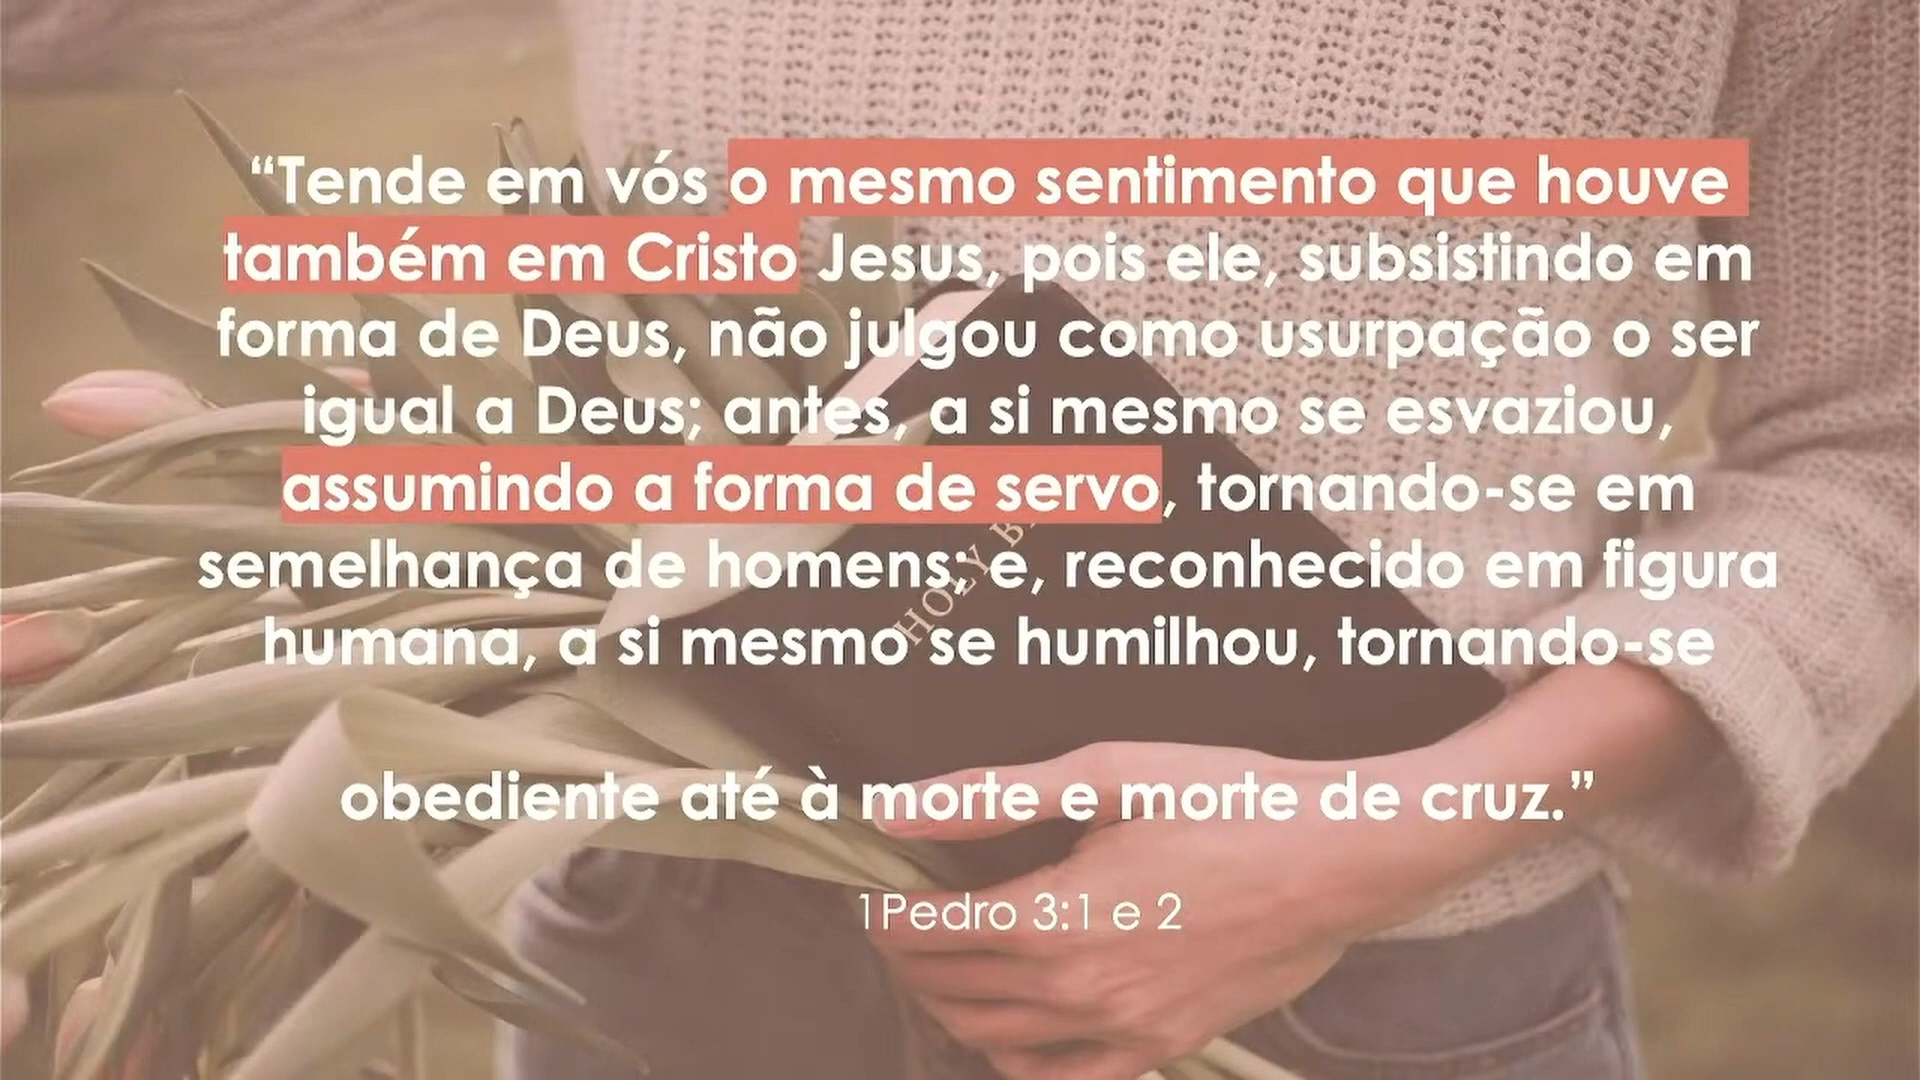 “Tende em vós o mesmo sentimento que houve
também em Cristo Jesus, pois ele, subsistindo em
forma de Deus, não julgou como usurpação o ser
igual a Deus; antes, a si mesmo se esvaziou,
assumindo a forma de servo, tornando-se em
semelhança de homens; e, reconhecido em figura
humana, a si mesmo se humilhou, tornando-se
obediente até à morte e morte de cruz.”
1Pedro 3:1 e 2
HOLY B